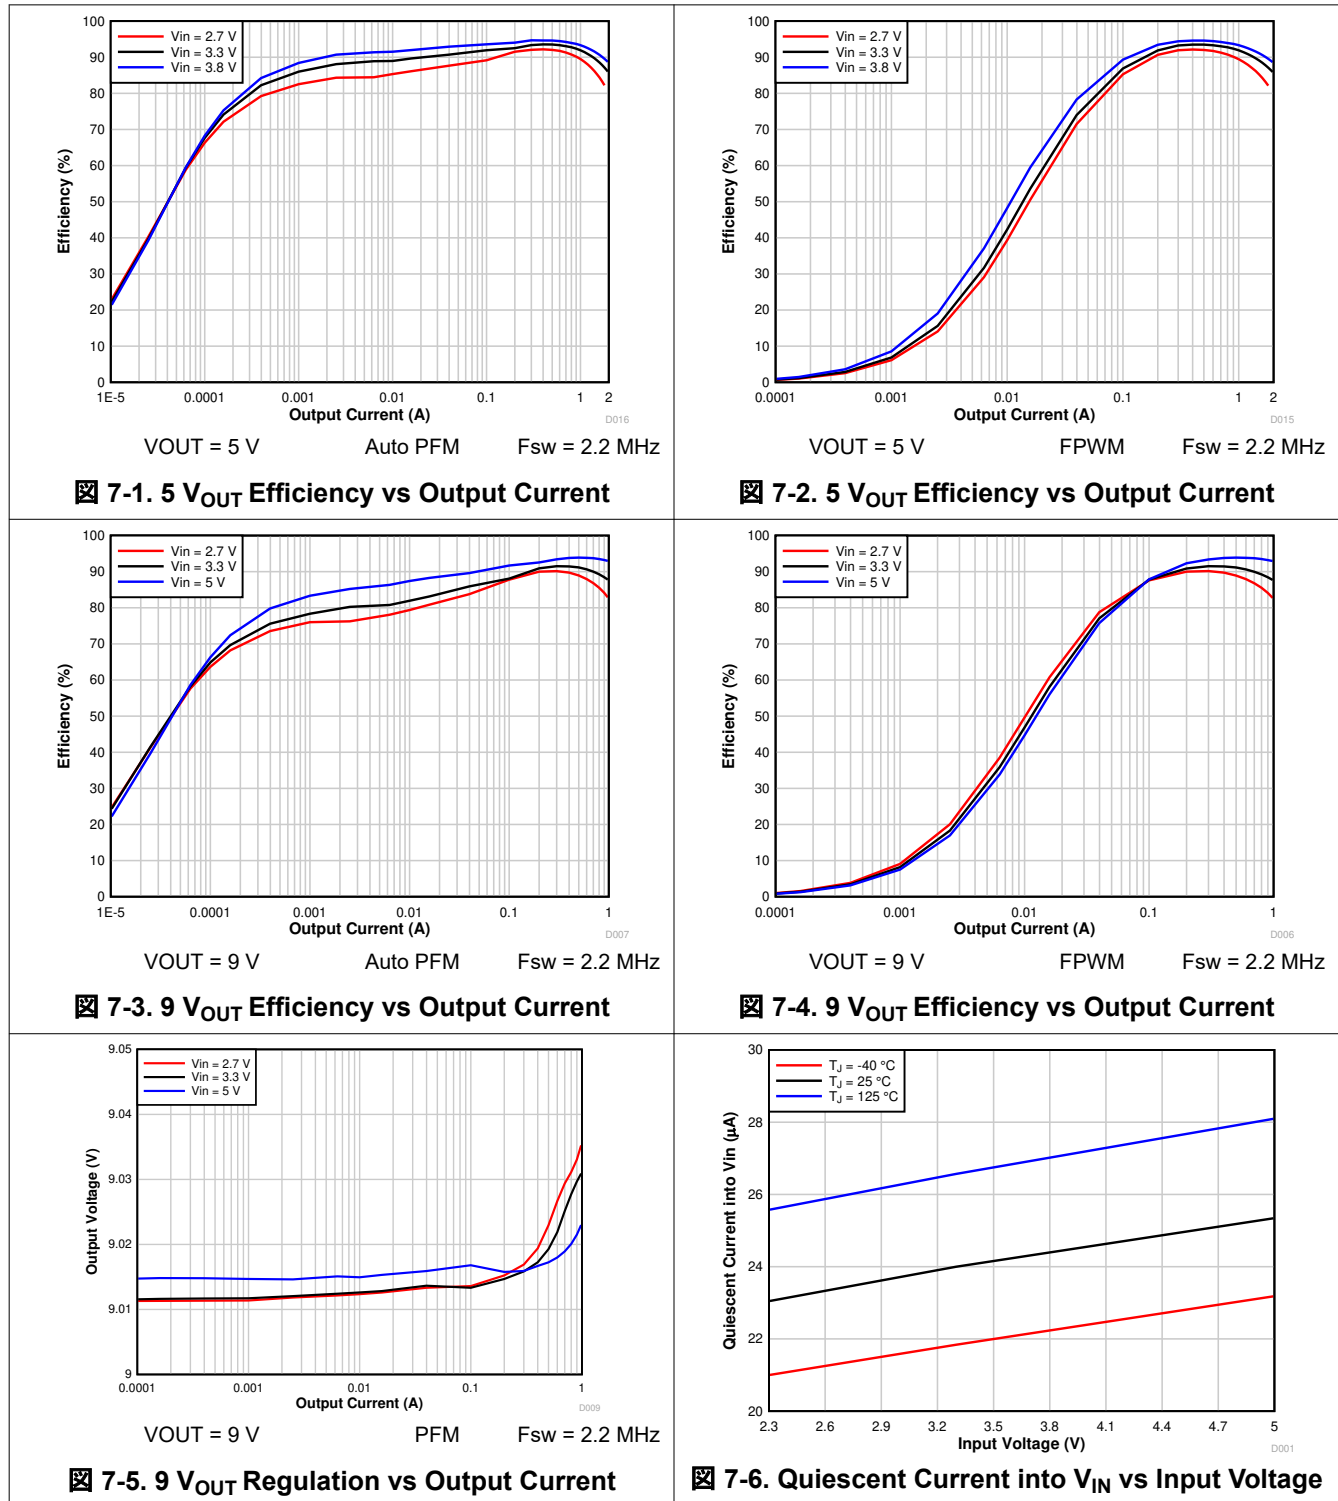 100
90
80
70
60
50
40
30
20
10
0
Efficiency (%)
Vin = 2.7 V
Vin = 3.3 V
Vin = 3.8 V
1E-5 0.0001 0.001 0.01 0.1 1 2
Output Current (A)
D016
VOUT = 5 V Auto PFM Fsw = 2.2 MHz
図 7-1. 5 VOUT Efficiency vs Output Current
100
90
80
70
60
50
40
30
20
10
0
Efficiency (%)
Vin = 2.7 V
Vin = 3.3 V
Vin = 3.8 V
0.0001 0.001 0.01 0.1 1 2
Output Current (A)
D015
VOUT = 5 V FPWM Fsw = 2.2 MHz
図 7-2. 5 VOUT Efficiency vs Output Current
100
90
80
70
60
50
40
30
20
10
0
Efficiency (%)
Vin = 2.7 V
Vin = 3.3 V
Vin = 5 V
1E-5 0.0001 0.001 0.01 0.1 1
Output Current (A)
D007
VOUT = 9 V Auto PFM Fsw = 2.2 MHz
図 7-3. 9 VOUT Efficiency vs Output Current
100
90
80
70
60
50
40
30
20
10
0
Efficiency (%)
Vin = 2.7 V
Vin = 3.3 V
Vin = 5 V
0.0001 0.001 0.01 0.1 1
Output Current (A)
D006
VOUT = 9 V FPWM Fsw = 2.2 MHz
図 7-4. 9 VOUT Efficiency vs Output Current
9.05
9.04
9.03
9.02
9.01
9
Output Voltage (V)
Vin = 2.7 V
Vin = 3.3 V
Vin = 5 V
0.0001 0.001 0.01 0.1 1
Output Current (A)
D009
VOUT = 9 V PFM Fsw = 2.2 MHz
図 7-5. 9 VOUT Regulation vs Output Current
30
28
26
24
22
20
Quiescent Current into Vin (µA)
TJ = -40 °C
TJ = 25 °C
TJ = 125 °C
2.3 2.6 2.9 3.2 3.5 3.8 4.1 4.4 4.7 5
Input Voltage (V)
D001
図 7-6. Quiescent Current into VIN vs Input Voltage